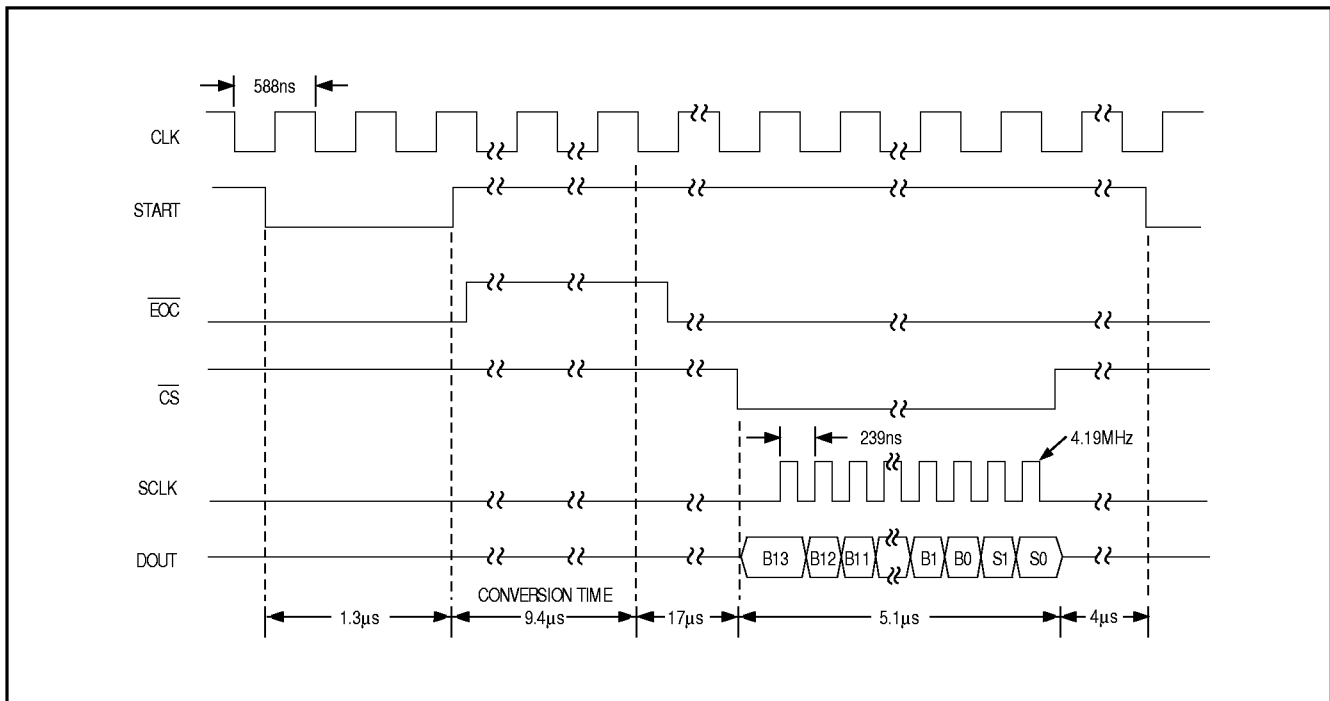 588ns
CLK
START
EOC
CS
239ns
4.19MHz
SCLK
DOUT
B13 B12 B11 B1 B0 S1 S0
CONVERSION TIME
1.3µs 9.4µs 17µs 5.1µs 4µs